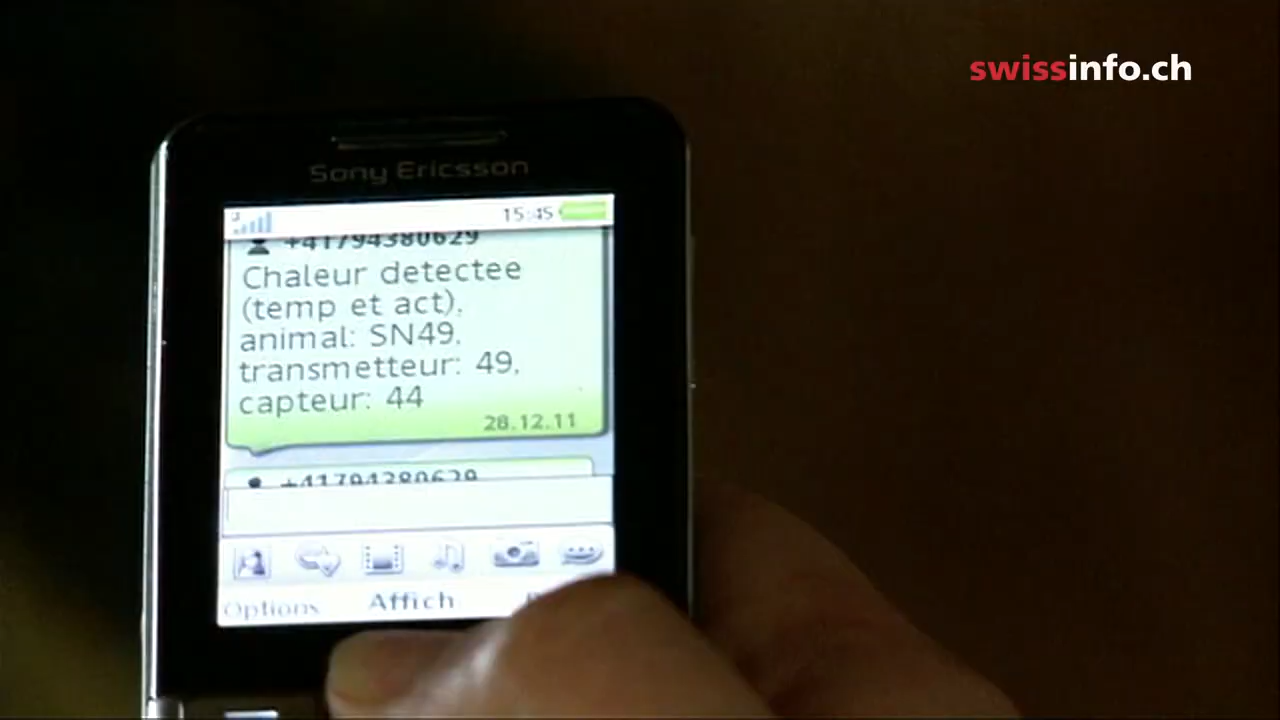 swissinfo.ch
Sony Ericsson
15:45
+41794380629
Chaleur detectee
(temp et act),
animal: SN49,
transmetteur: 49,
capteur: 44
28.12.11
+41794380629
Options
Affich